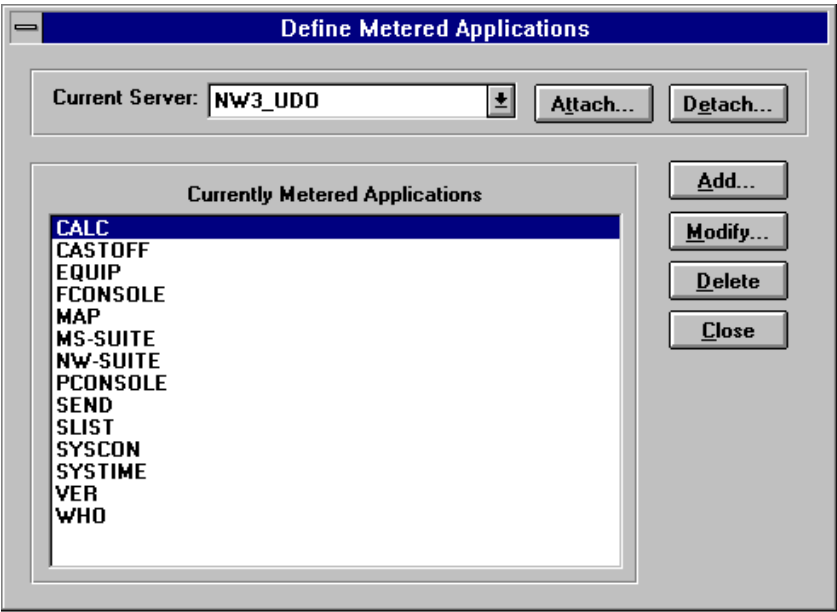 Define Metered Applications
Current Server: NW3_UDO Attach... Detach...
Currently Metered Applications
CALC
CASTOFF
EQUIP
FCONSOLE
MAP
MS-SUITE
NW-SUITE
PCONSOLE
SEND
SLIST
SYSCON
SYSTIME
VER
WHO
Add...
Modify...
Delete
Close